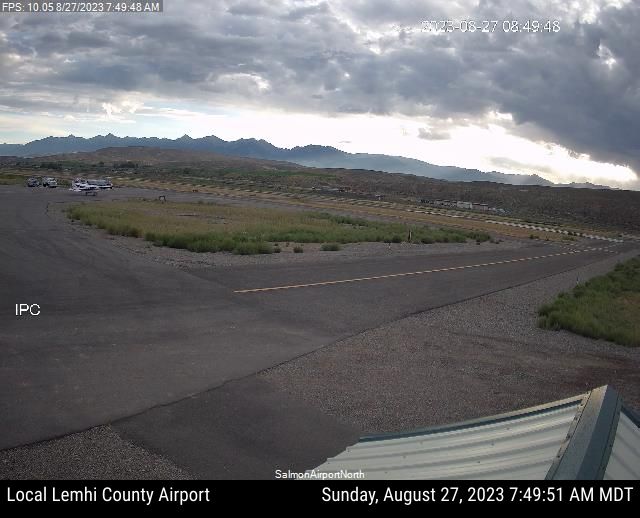 FPS: 10.05 8/27/2023 7:49:48 AM
2023-08-27 08:49:48
IPC
SalmonAirportNorth
Local Lemhi County Airport Sunday, August 27, 2023 7:49:51 AM MDT